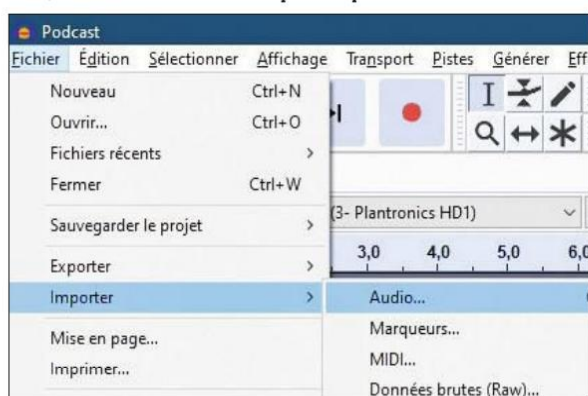 Podcast
Fichier Édition Sélectionner Affichage Transport Pistes Générer
Nouveau Ctrl+N
Ouvrir... Ctrl+O
Fichiers récents >
Fermer Ctrl+W
Sauvegarder le projet >
(3- Plantronics HD1)
Exporter >
3,0 4,0 5,0 6,0
Importer >
Audio...
Mise en page...
Marqueurs...
Imprimer...
MIDI...
Données brutes (Raw)...